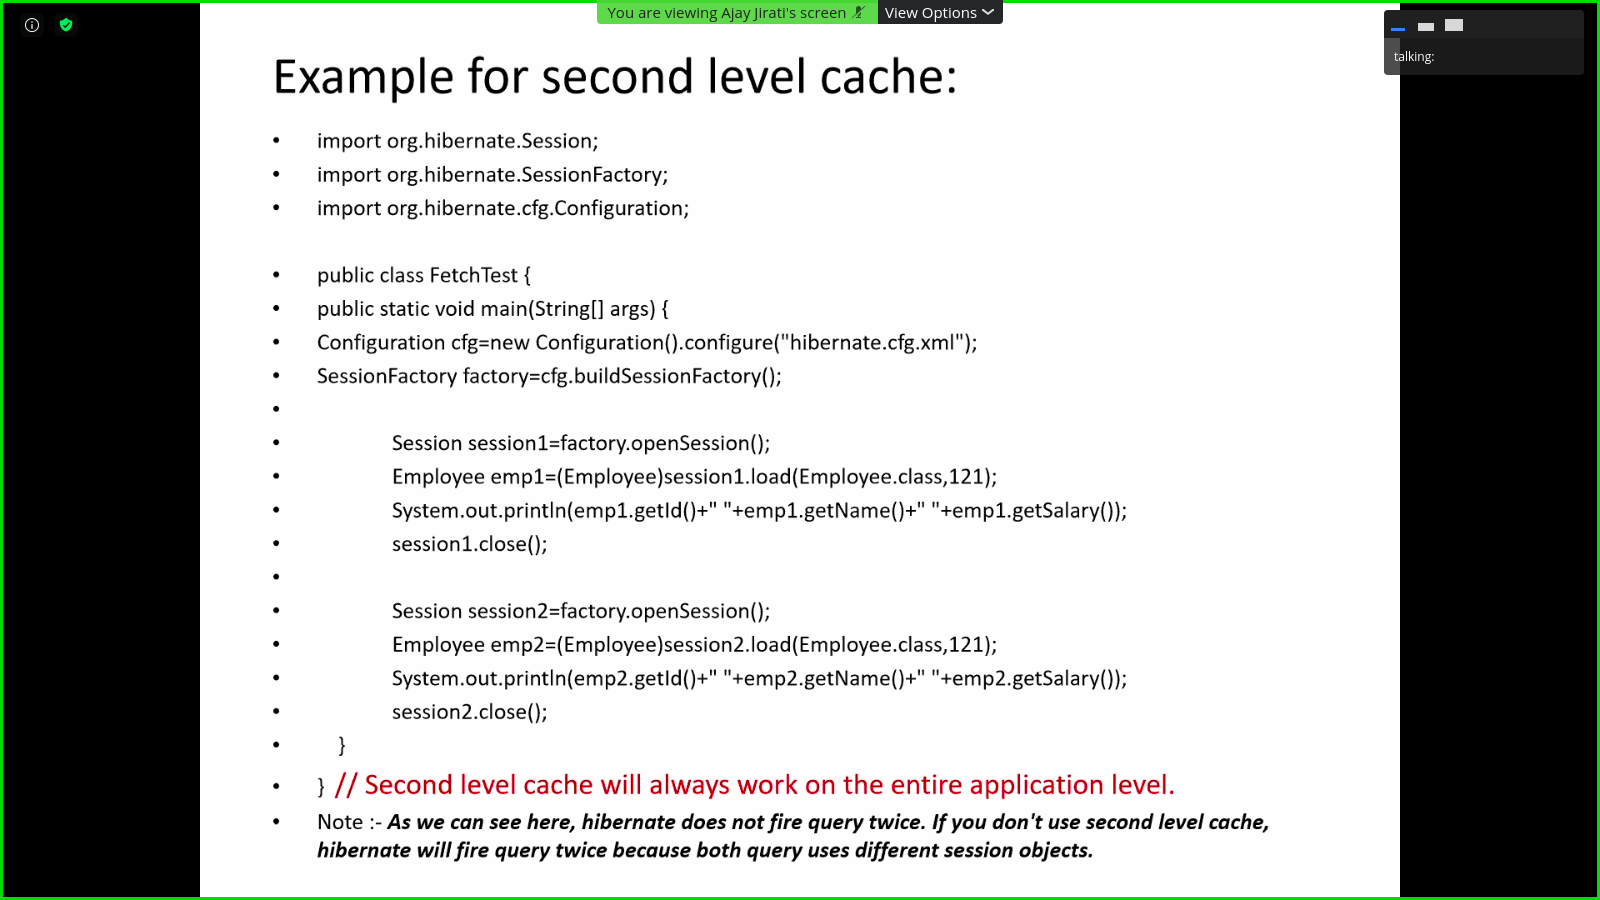 You are viewing Ajay Jirati's screen View Options
talking:
Example for second level cache:
• import org.hibernate.Session;
• import org.hibernate.SessionFactory;
• import org.hibernate.cfg.Configuration;
• public class FetchTest {
• public static void main(String[] args) {
• Configuration cfg=new Configuration().configure("hibernate.cfg.xml");
• SessionFactory factory=cfg.buildSessionFactory();
•
• Session session1=factory.openSession();
• Employee emp1=(Employee)session1.load(Employee.class,121);
• System.out.println(emp1.getId()+" "+emp1.getName()+" "+emp1.getSalary());
• session1.close();
•
• Session session2=factory.openSession();
• Employee emp2=(Employee)session2.load(Employee.class,121);
• System.out.println(emp2.getId()+" "+emp2.getName()+" "+emp2.getSalary());
• session2.close();
• }
• } // Second level cache will always work on the entire application level.
• Note :- As we can see here, hibernate does not fire query twice. If you don't use second level cache,
hibernate will fire query twice because both query uses different session objects.